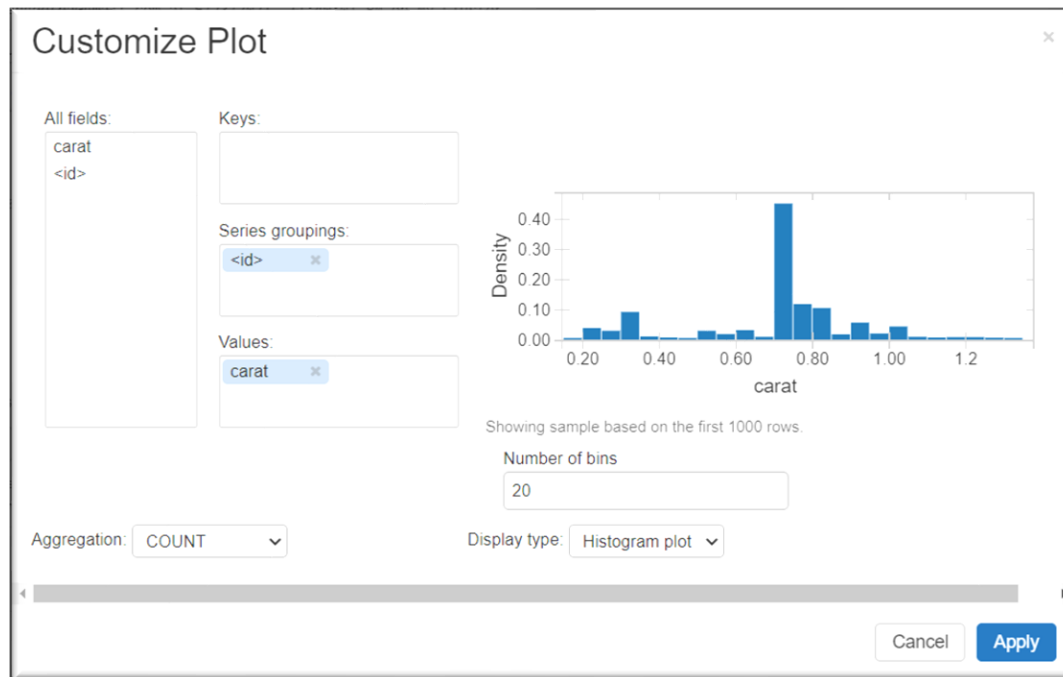 Customize Plot
×
All fields:
carat
<id>
Keys:
Series groupings:
<id> ×
Values:
carat ×
Density
0.40
0.30
0.20
0.10
0.00
0.20 0.40 0.60 0.80 1.00 1.2
carat
Showing sample based on the first 1000 rows.
Number of bins
20
Aggregation: COUNT
Display type: Histogram plot
Cancel Apply